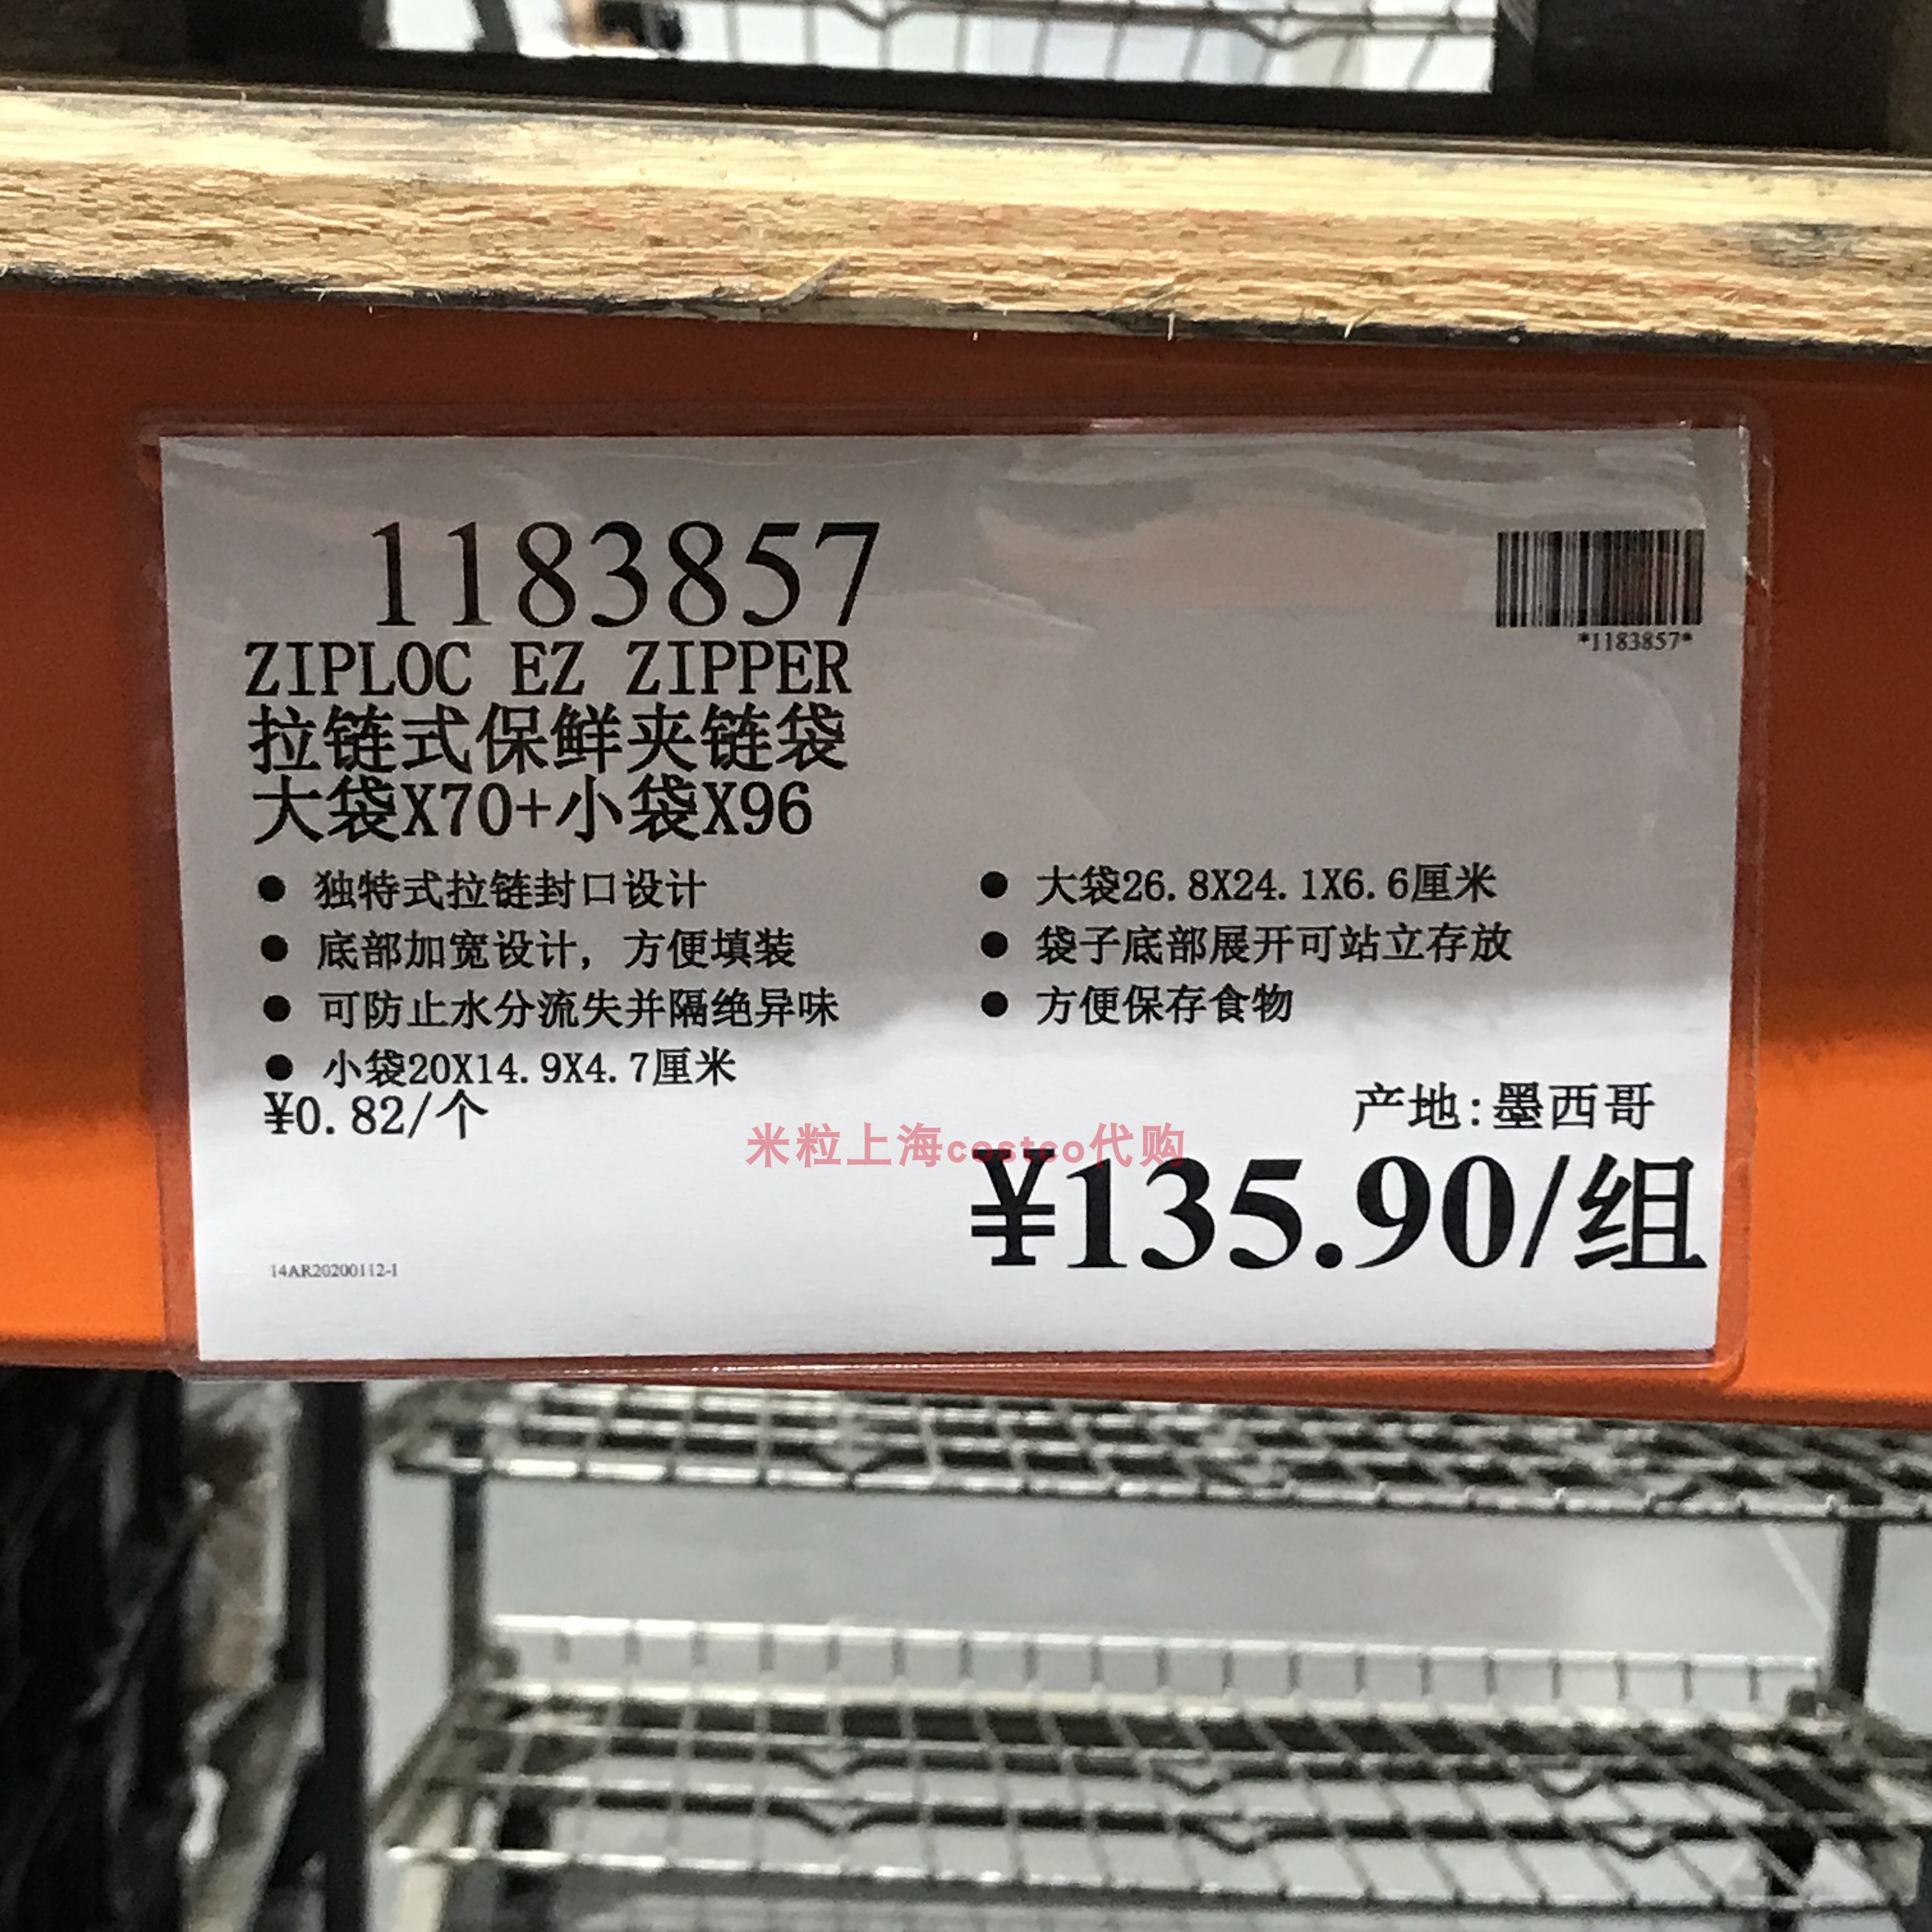 1183857
*1183857*
ZIPLOC EZ ZIPPER
拉链式保鲜夹链袋
大袋X70+小袋X96
● 独特式拉链封口设计
● 底部加宽设计，方便填装
● 可防止水分流失并隔绝异味
● 小袋20X14.9X4.7厘米
● 大袋26.8X24.1X6.6厘米
● 袋子底部展开可站立存放
● 方便保存食物
¥0.82/个
产地:墨西哥
米粒上海costco代购
¥135.90/组
14AR20200112-1